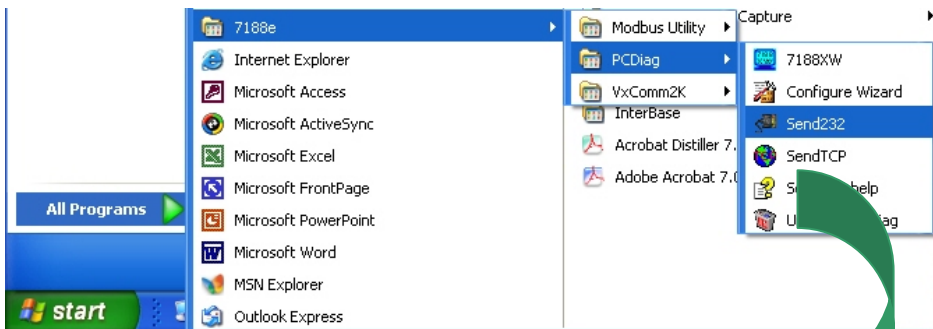 7188e
Internet Explorer
Microsoft Access
Microsoft ActiveSync
Microsoft Excel
Microsoft FrontPage
Microsoft PowerPoint
Microsoft Word
MSN Explorer
Outlook Express
All Programs
start
Modbus Utility
PCDiag
VxComm2K
InterBase
Acrobat Distiller 7.
Adobe Acrobat 7.0
Capture
7188XW
Configure Wizard
Send232
SendTCP
help